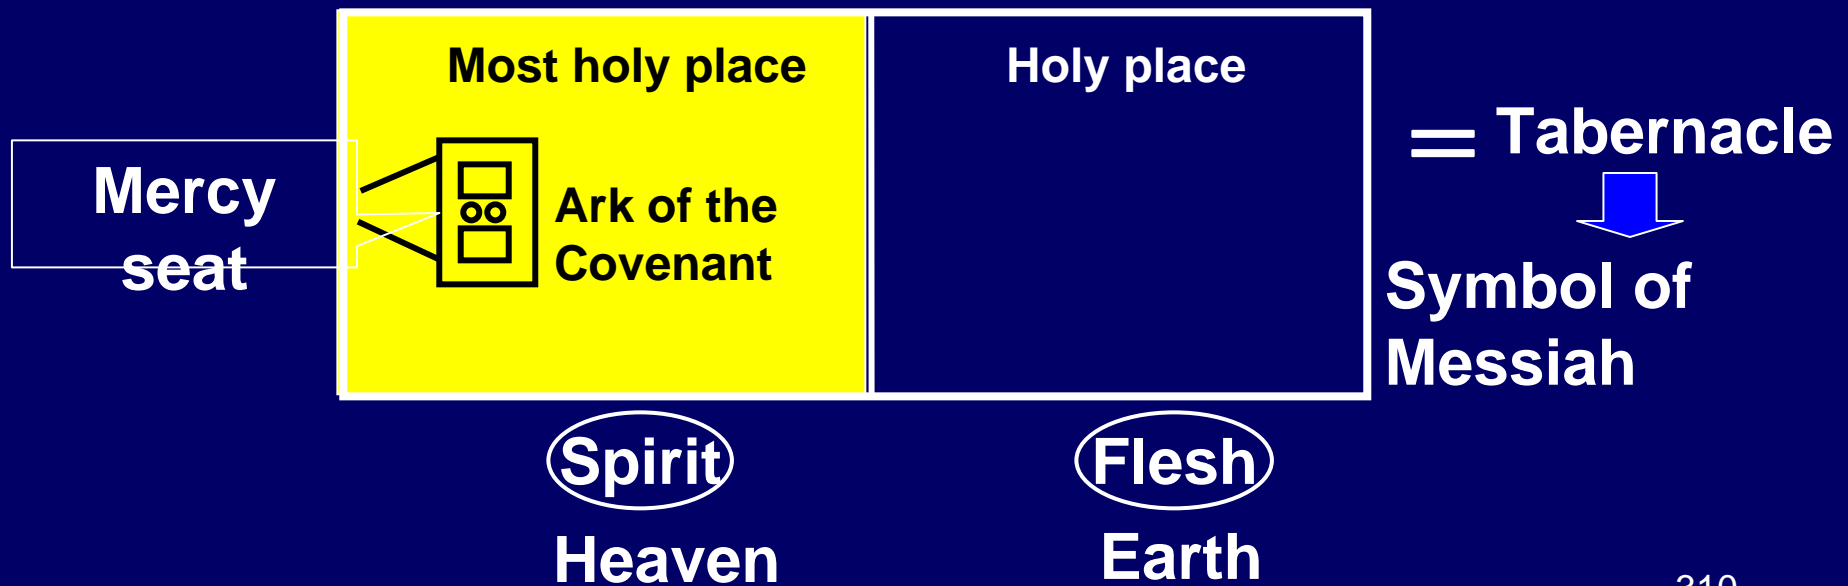 Most holy place
Holy place
= Tabernacle
Mercy
seat
Ark of the
Covenant
Symbol of
Messiah
Spirit
Flesh
Heaven
Earth
210